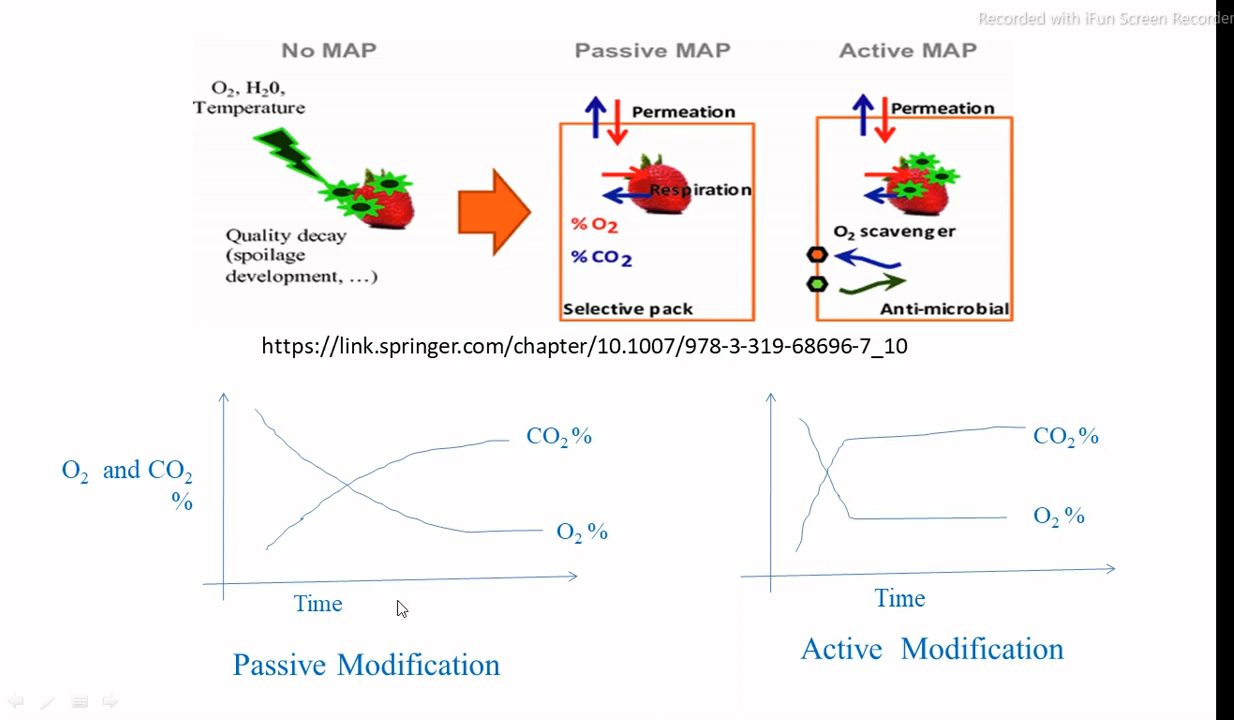 Recorded with iFun Screen Recorder
No MAP
Passive MAP
Active MAP
O₂, H₂0,
Temperature
Quality decay
(spoilage
development, ...)
Permeation
Respiration
% O₂
% CO₂
Selective pack
Permeation
O₂ scavenger
Anti-microbial
https://link.springer.com/chapter/10.1007/978-3-319-68696-7_10
O₂ and CO₂
%
CO₂%
O₂ %
Time
Passive Modification
CO₂%
O₂ %
Time
Active Modification